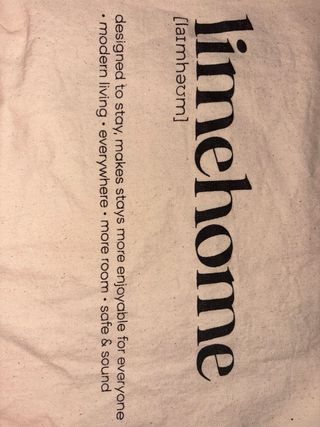 limehome
[laɪmhəʊm]
designed to stay, makes stays more enjoyable for everyone
• modern living • everywhere • more room • safe & sound